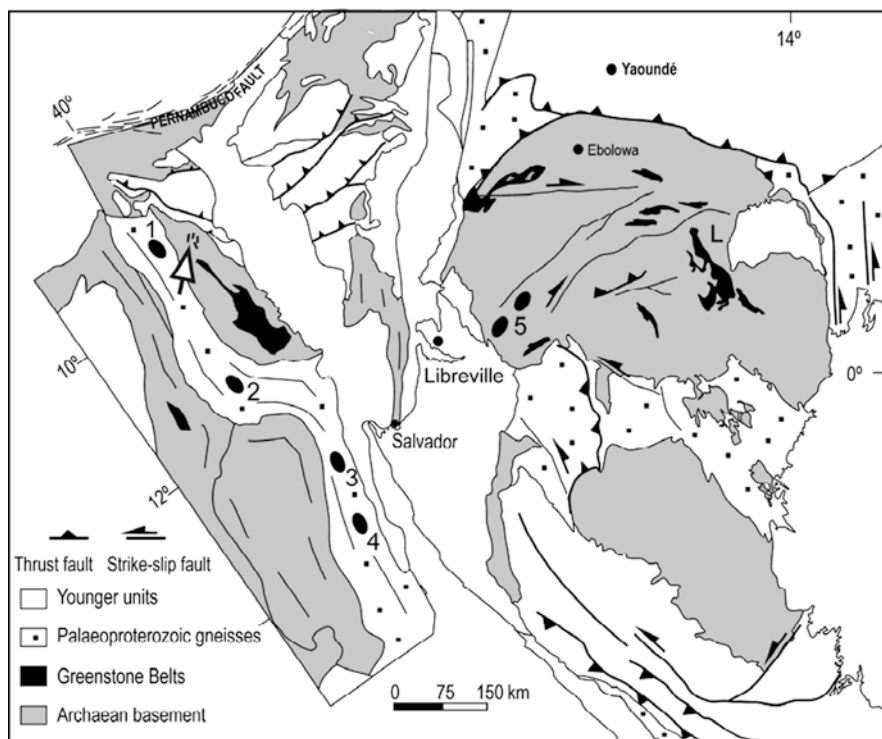 14º
Yaoundé
40º
PERNAMBUCO FAULT
Ebolowa
1
L
5
10º
Libreville
0º
2
Salvador
3
12º
4
Thrust fault Strike-slip fault
Younger units
Palaeoproterozoic gneisses
Greenstone Belts
0 75 150 km
Archaean basement